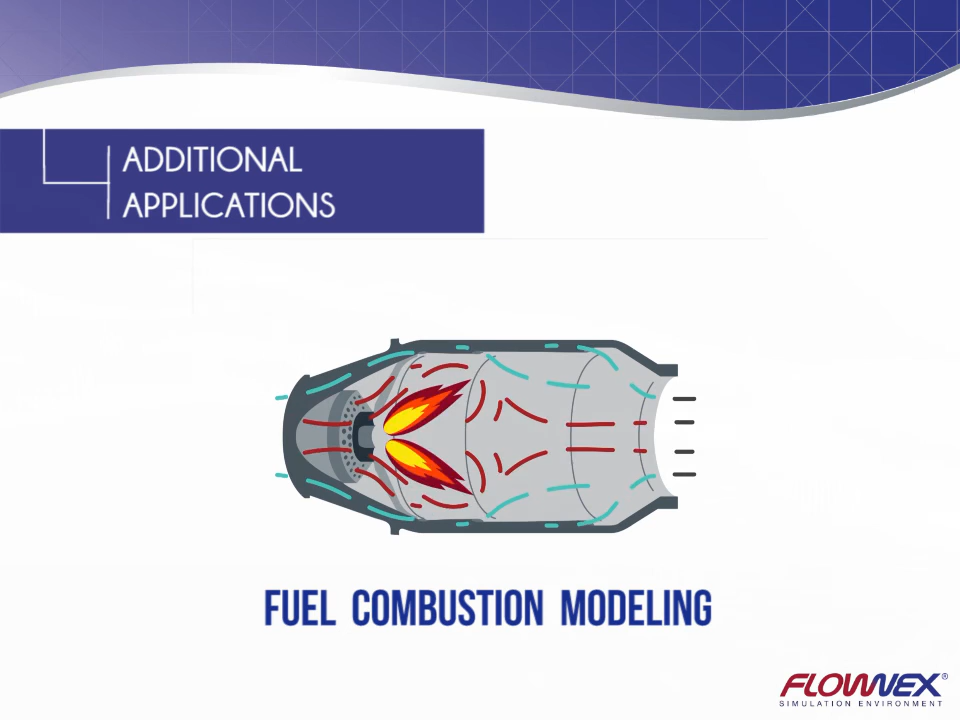 ADDITIONAL
APPLICATIONS
FUEL COMBUSTION MODELING
FLOWNEX®
SIMULATION ENVIRONMENT